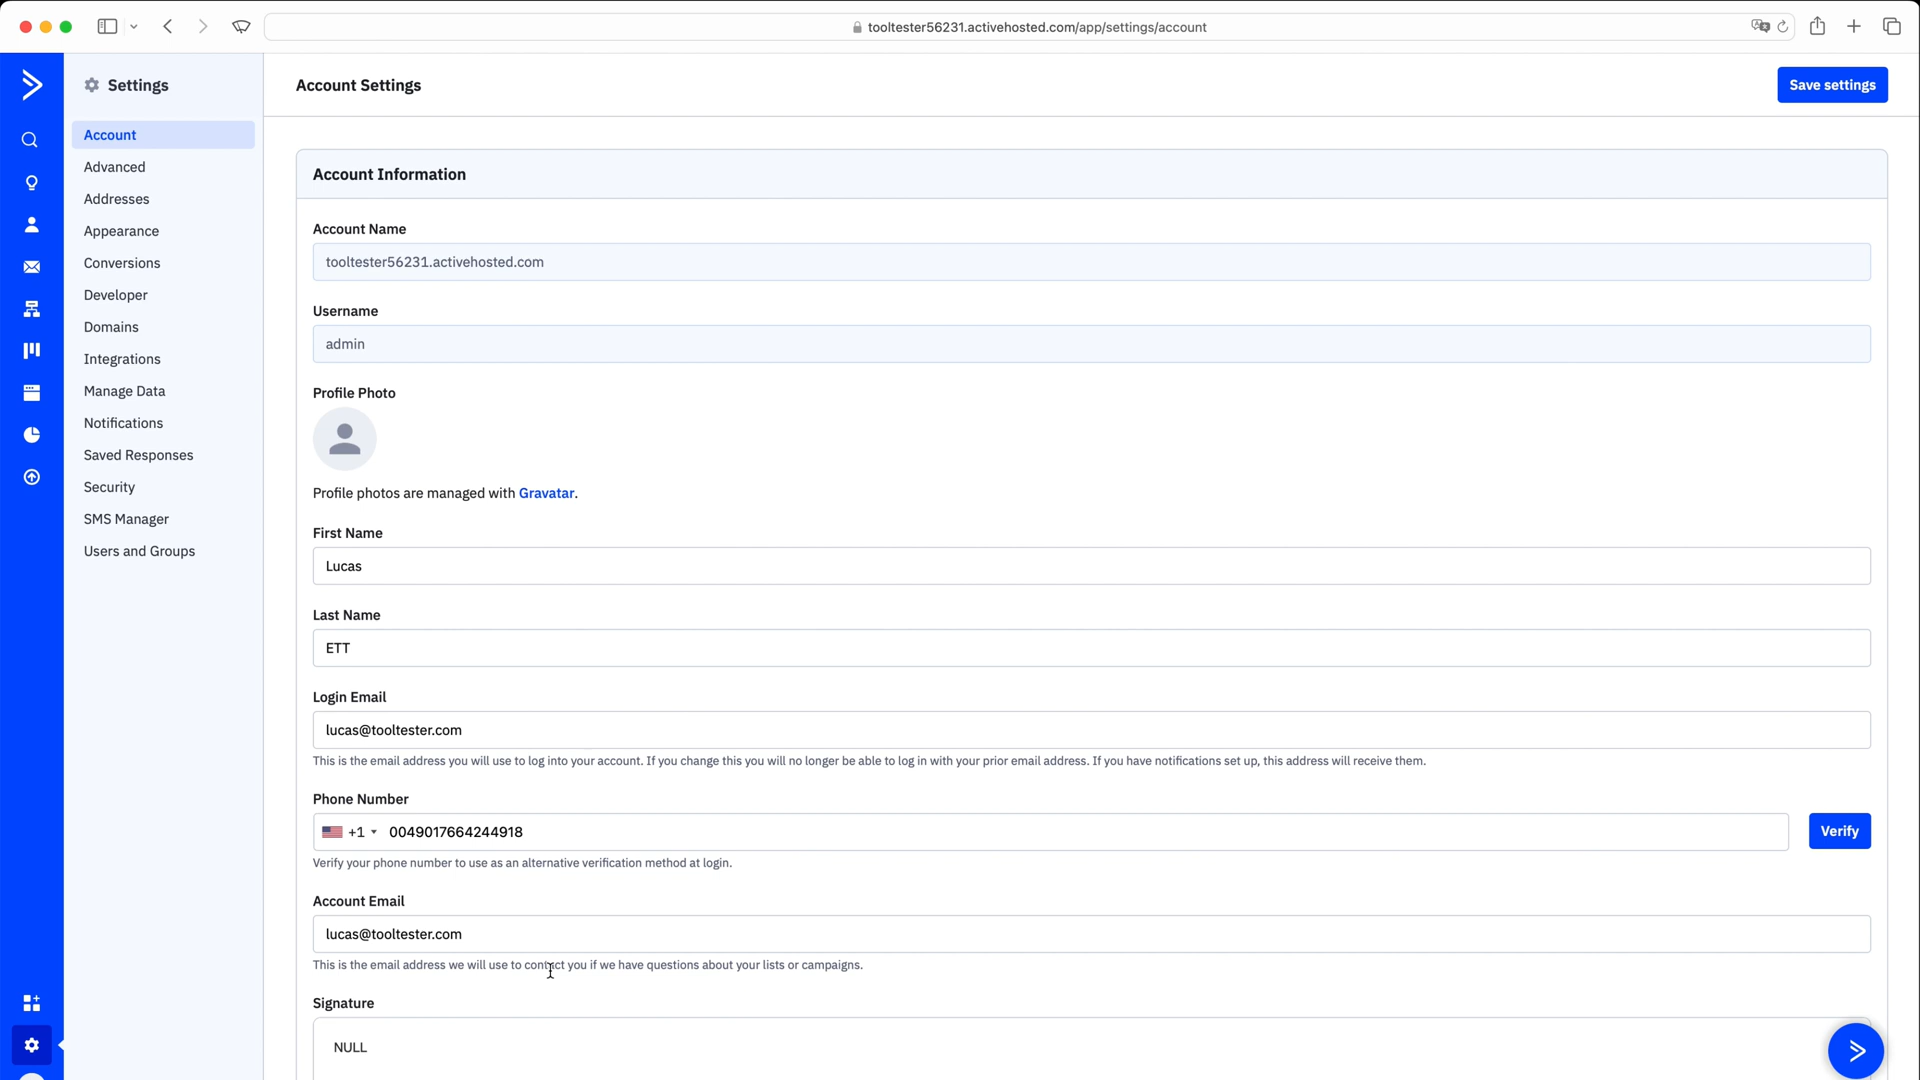 tooltester56231.activehosted.com/app/settings/account
Settings
Account
Advanced
Addresses
Appearance
Conversions
Developer
Domains
Integrations
Manage Data
Notifications
Saved Responses
Security
SMS Manager
Users and Groups
Account Settings
Save settings
Account Information
Account Name
tooltester56231.activehosted.com
Username
admin
Profile Photo
Profile photos are managed with Gravatar.
First Name
Lucas
Last Name
ETT
Login Email
lucas@tooltester.com
This is the email address you will use to log into your account. If you change this you will no longer be able to log in with your prior email address. If you have notifications set up, this address will receive them.
Phone Number
+1 0049017664244918
Verify
Verify your phone number to use as an alternative verification method at login.
Account Email
lucas@tooltester.com
This is the email address we will use to contact you if we have questions about your lists or campaigns.
Signature
NULL